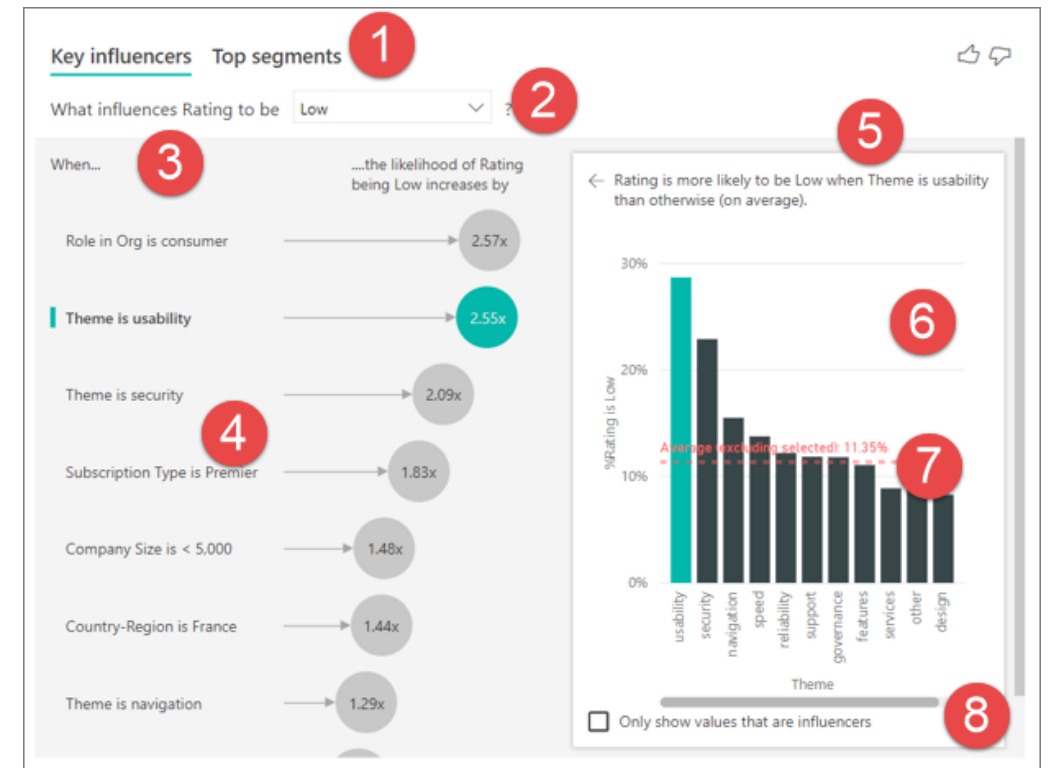 Key influencers Top segments 1
What influences Rating to be Low ? 2
When... 3
....the likelihood of Rating
being Low increases by
Role in Org is consumer 2.57x
Theme is usability 2.55x
Theme is security 2.09x
4
Subscription Type is Premier 1.83x
Company Size is < 5,000 1.48x
Country-Region is France 1.44x
Theme is navigation 1.29x
5
← Rating is more likely to be Low when Theme is usability
than otherwise (on average).
30%
6
20%
%Rating is Low
Average (excluding selected): 11.35%
7
10%
0%
usability
security
navigation
speed
reliability
support
governance
features
services
other
design
Theme
Only show values that are influencers
8